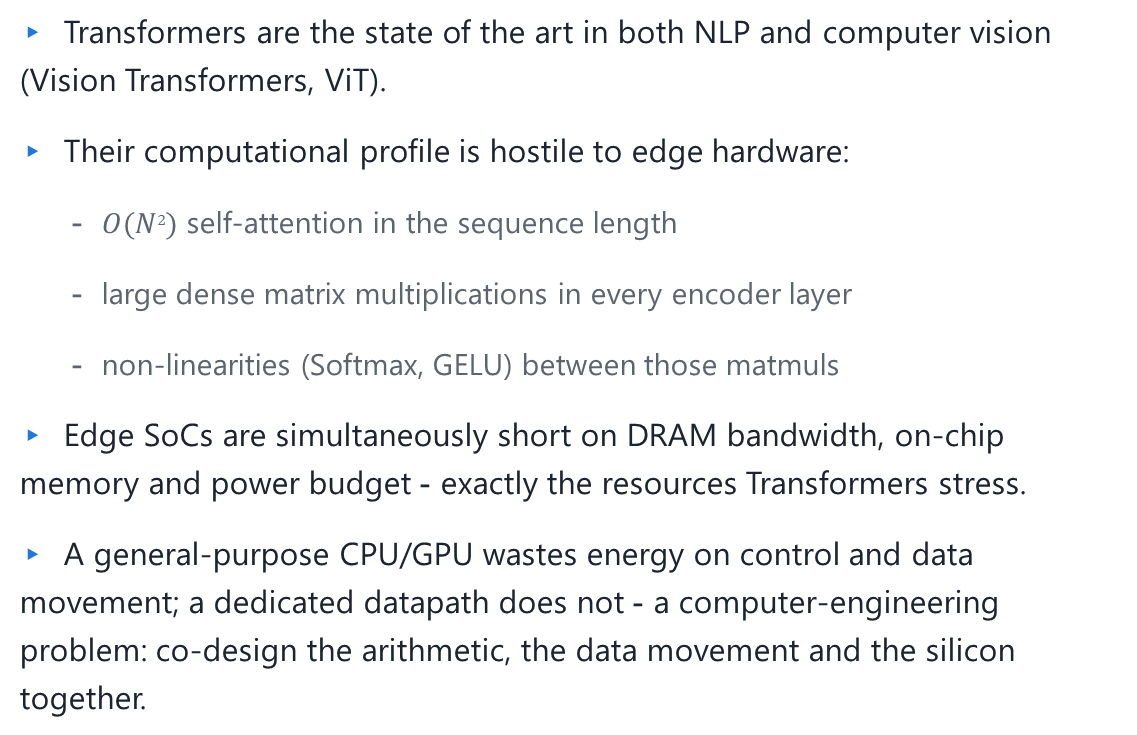 ▸ Transformers are the state of the art in both NLP and computer vision
(Vision Transformers, ViT).
▸ Their computational profile is hostile to edge hardware:
- O(N²) self-attention in the sequence length
- large dense matrix multiplications in every encoder layer
- non-linearities (Softmax, GELU) between those matmuls
▸ Edge SoCs are simultaneously short on DRAM bandwidth, on-chip
memory and power budget - exactly the resources Transformers stress.
▸ A general-purpose CPU/GPU wastes energy on control and data
movement; a dedicated datapath does not - a computer-engineering
problem: co-design the arithmetic, the data movement and the silicon
together.